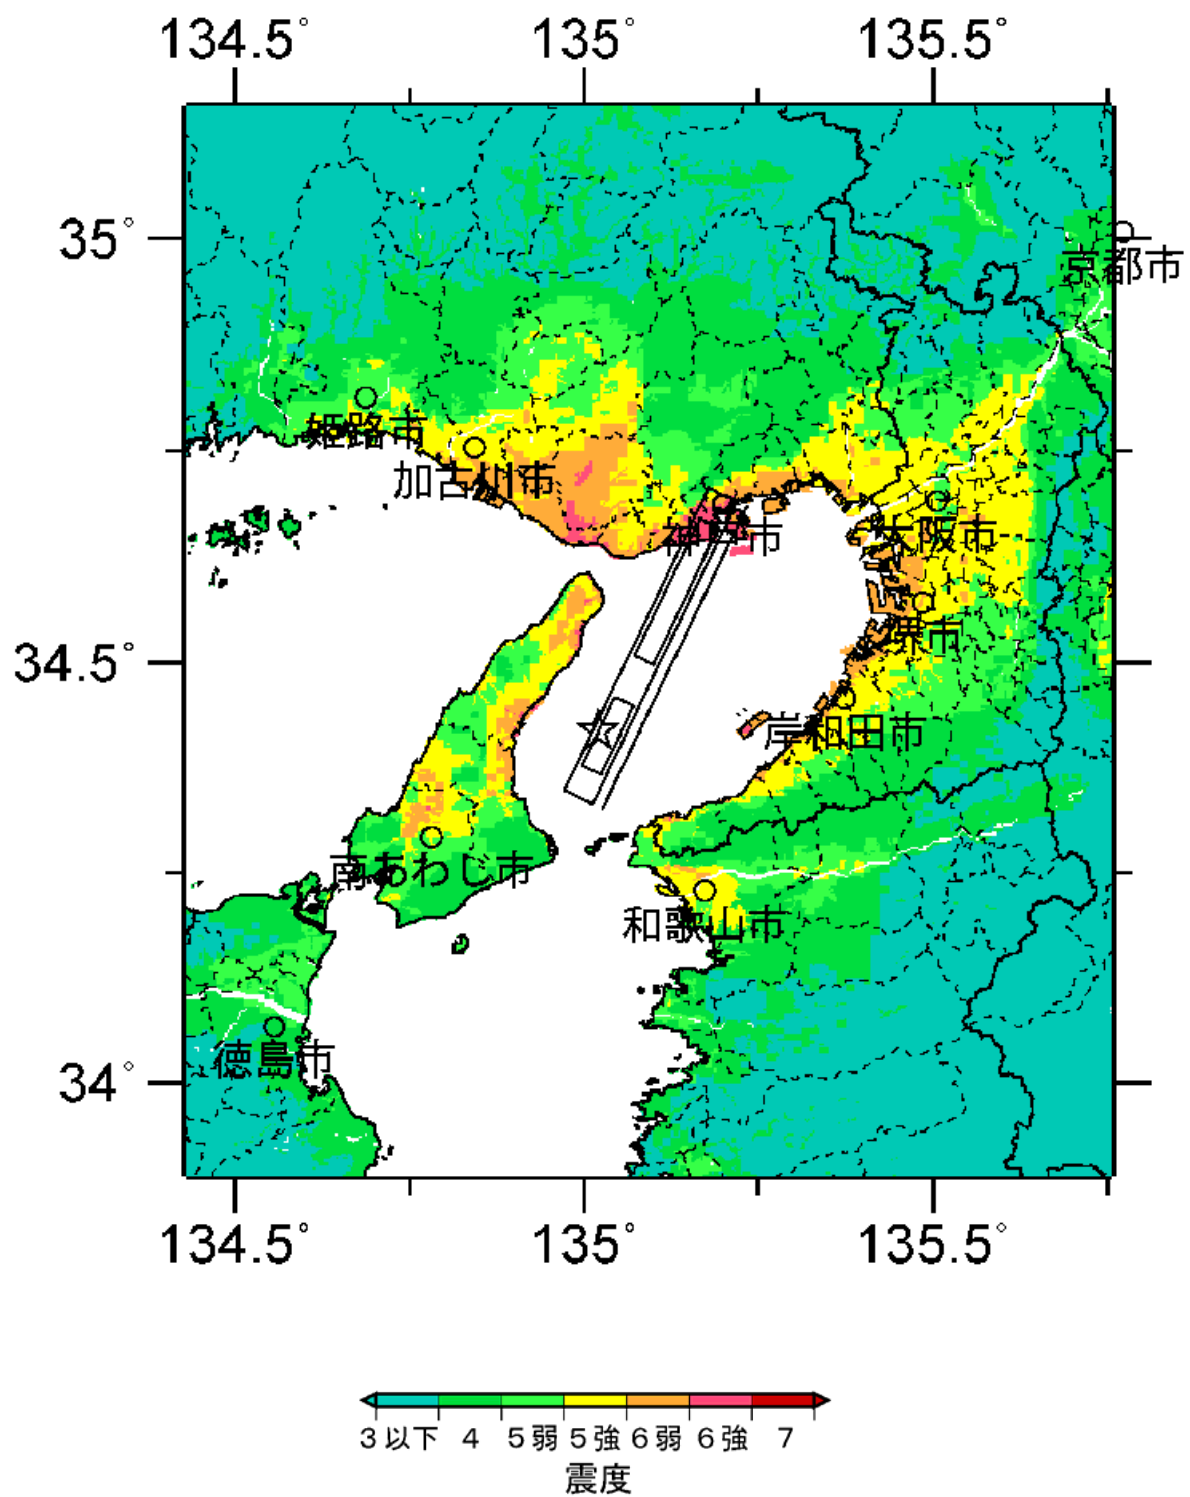 134.5° 135° 135.5°
35°
京都市
姫路市
加古川市
神戸市
大阪市
堺市
34.5°
岸和田市
南あわじ市
和歌山市
徳島市
34°
134.5° 135° 135.5°
3以下 4 5弱 5強 6弱 6強 7
震度